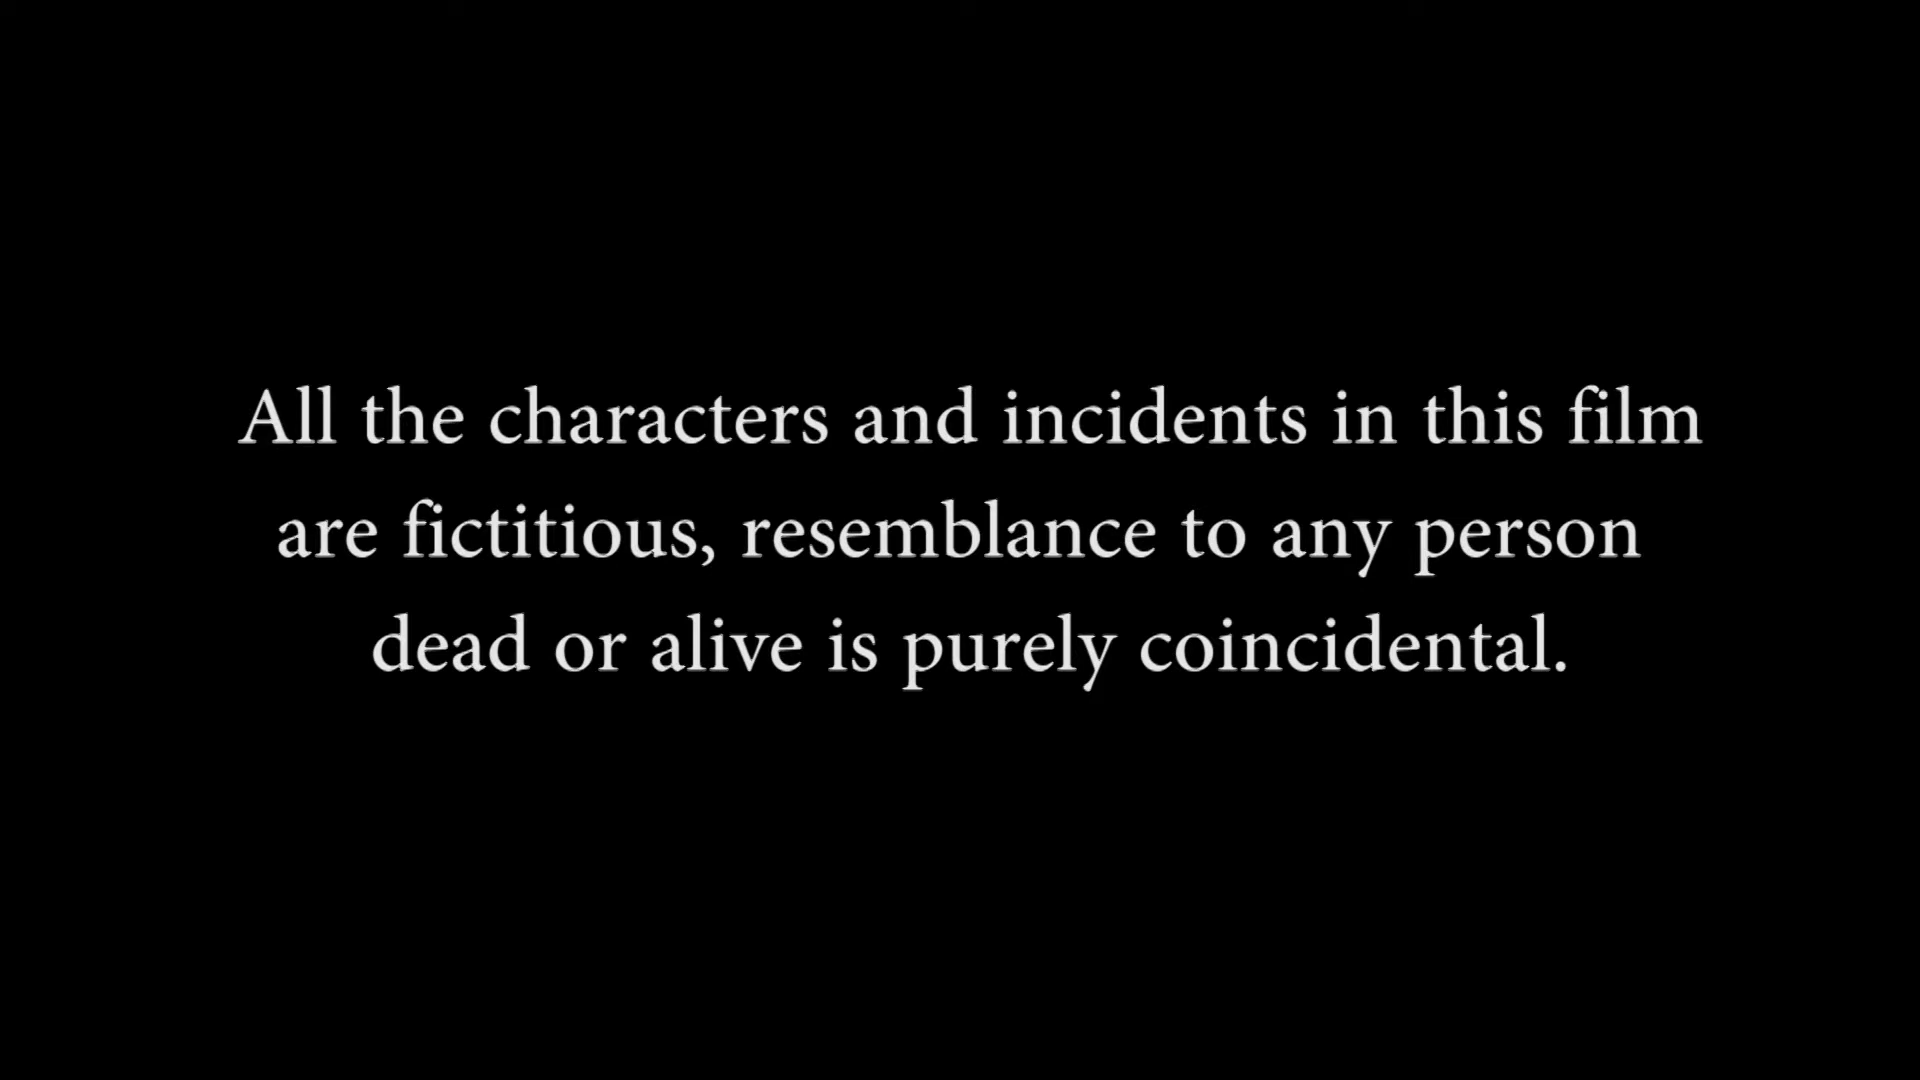 All the characters and incidents in this film
are fictitious, resemblance to any person
dead or alive is purely coincidental.